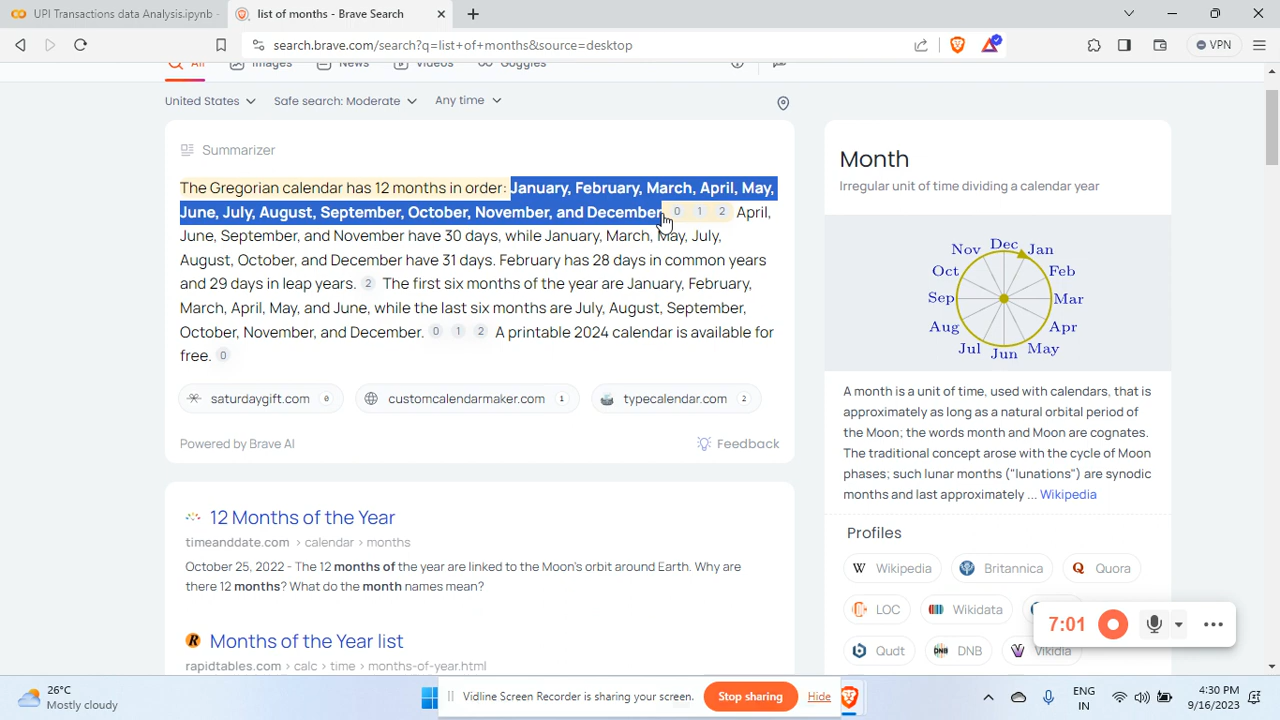 UPI Transactions data Analysis.ipynb
list of months - Brave Search
search.brave.com/search?q=list+of+months&source=desktop
VPN
All Images News Videos Goggles
United States Safe search: Moderate Any time
Summarizer
The Gregorian calendar has 12 months in order: January, February, March, April, May,
June, July, August, September, October, November, and December 0 1 2 April,
June, September, and November have 30 days, while January, March, May, July,
August, October, and December have 31 days. February has 28 days in common years
and 29 days in leap years. 2 The first six months of the year are January, February,
March, April, May, and June, while the last six months are July, August, September,
October, November, and December. 0 1 2 A printable 2024 calendar is available for
free. 0
saturdaygift.com 0 customcalendarmaker.com 1 typecalendar.com 2
Powered by Brave AI Feedback
12 Months of the Year
timeanddate.com › calendar › months
October 25, 2022 - The 12 months of the year are linked to the Moon's orbit around Earth. Why are
there 12 months? What do the month names mean?
Months of the Year list
rapidtables.com › calc › time › months-of-year.html
Month
Irregular unit of time dividing a calendar year
Dec
Nov Jan
Oct Feb
Sep Mar
Aug Apr
Jul Jun May
A month is a unit of time, used with calendars, that is
approximately as long as a natural orbital period of
the Moon; the words month and Moon are cognates.
The traditional concept arose with the cycle of Moon
phases; such lunar months ("lunations") are synodic
months and last approximately ... Wikipedia
Profiles
W Wikipedia Britannica Quora
LOC Wikidata
Qudt DNB Vikidia
7:01
26°C
Mostly cloudy
Vidline Screen Recorder is sharing your screen. Stop sharing Hide
ENG
IN
4:30 PM
9/16/2023